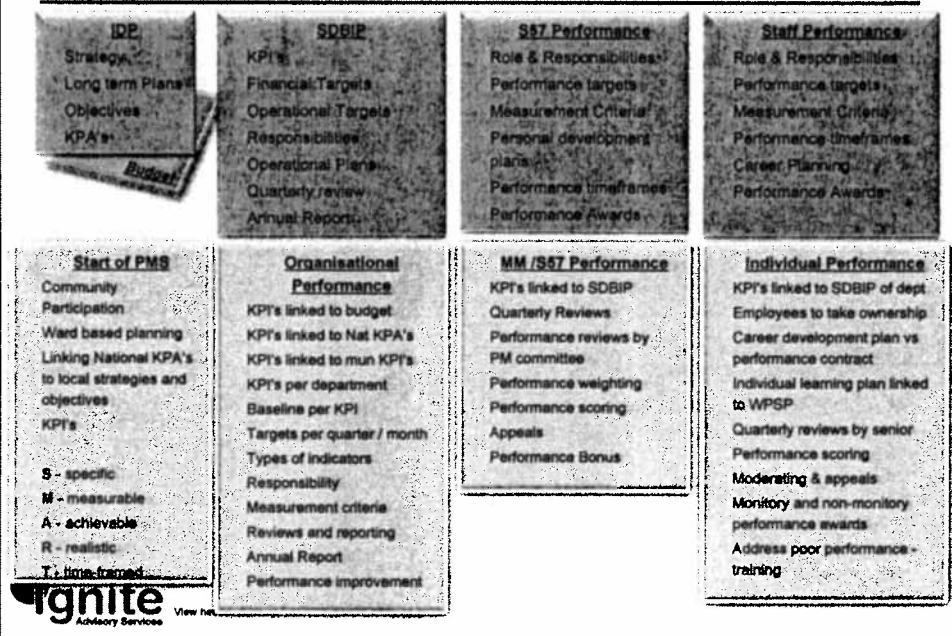 IDP
Strategy
Long term Plans
Objectives
KPA's
Budget
SDBIP
KPI's
Financial Targets
Operational Targets
Responsibilities
Operational Plans
Quarterly review
Annual Report
S57 Performance
Role & Responsibilities
Performance targets
Measurement Criteria
Personal development
plans
Performance timeframes
Performance Awards
Staff Performance
Role & Responsibilities
Performance targets
Measurement Criteria
Performance timeframes
Career Planning
Performance Awards
Start of PMS
Community
Participation
Ward based planning
Linking National KPA's
to local strategies and
objectives
KPI's
S - specific
M - measurable
A - achievable
R - realistic
T - time-framed
Organisational
Performance
KPI's linked to budget
KPI's linked to Nat KPA's
KPI's linked to mun KPI's
KPI's per department
Baseline per KPI
Targets per quarter / month
Types of indicators
Responsibility
Measurement criteria
Reviews and reporting
Annual Report
Performance improvement
MM /S57 Performance
KPI's linked to SDBIP
Quarterly Reviews
Performance reviews by
PM committee
Performance weighting
Performance scoring
Appeals
Performance Bonus
Individual Performance
KPI's linked to SDBIP of dept
Employees to take ownership
Career development plan vs
performance contract
Individual learning plan linked
to WPSP
Quarterly reviews by senior
Performance scoring
Moderating & appeals
Monitory and non-monitory
performance awards
Address poor performance -
training
ignite
Advisory Services
View